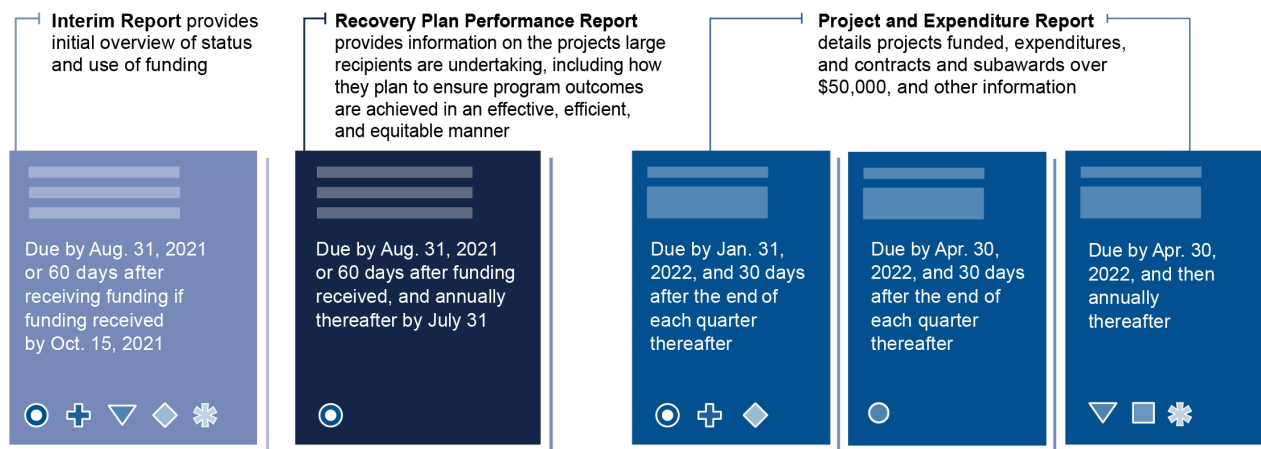 Interim Report provides
initial overview of status
and use of funding
Recovery Plan Performance Report
provides information on the projects large
recipients are undertaking, including how
they plan to ensure program outcomes
are achieved in an effective, efficient,
and equitable manner
Project and Expenditure Report
details projects funded, expenditures,
and contracts and subawards over
$50,000, and other information
Due by Aug. 31, 2021
or 60 days after
receiving funding if
funding received
by Oct. 15, 2021
Due by Aug. 31, 2021
or 60 days after funding
received, and annually
thereafter by July 31
Due by Jan. 31,
2022, and 30 days
after the end of
each quarter
thereafter
Due by Apr. 30,
2022, and 30 days
after the end of
each quarter
thereafter
Due by Apr. 30,
2022, and then
annually
thereafter